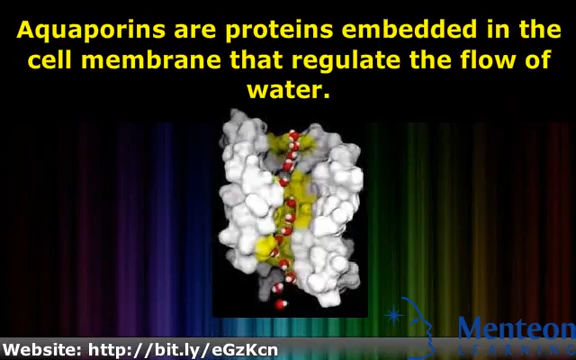 Aquaporins are proteins embedded in the
cell membrane that regulate the flow of
water.
Menteon
LEARNING
Website: http://bit.ly/eGzKcn